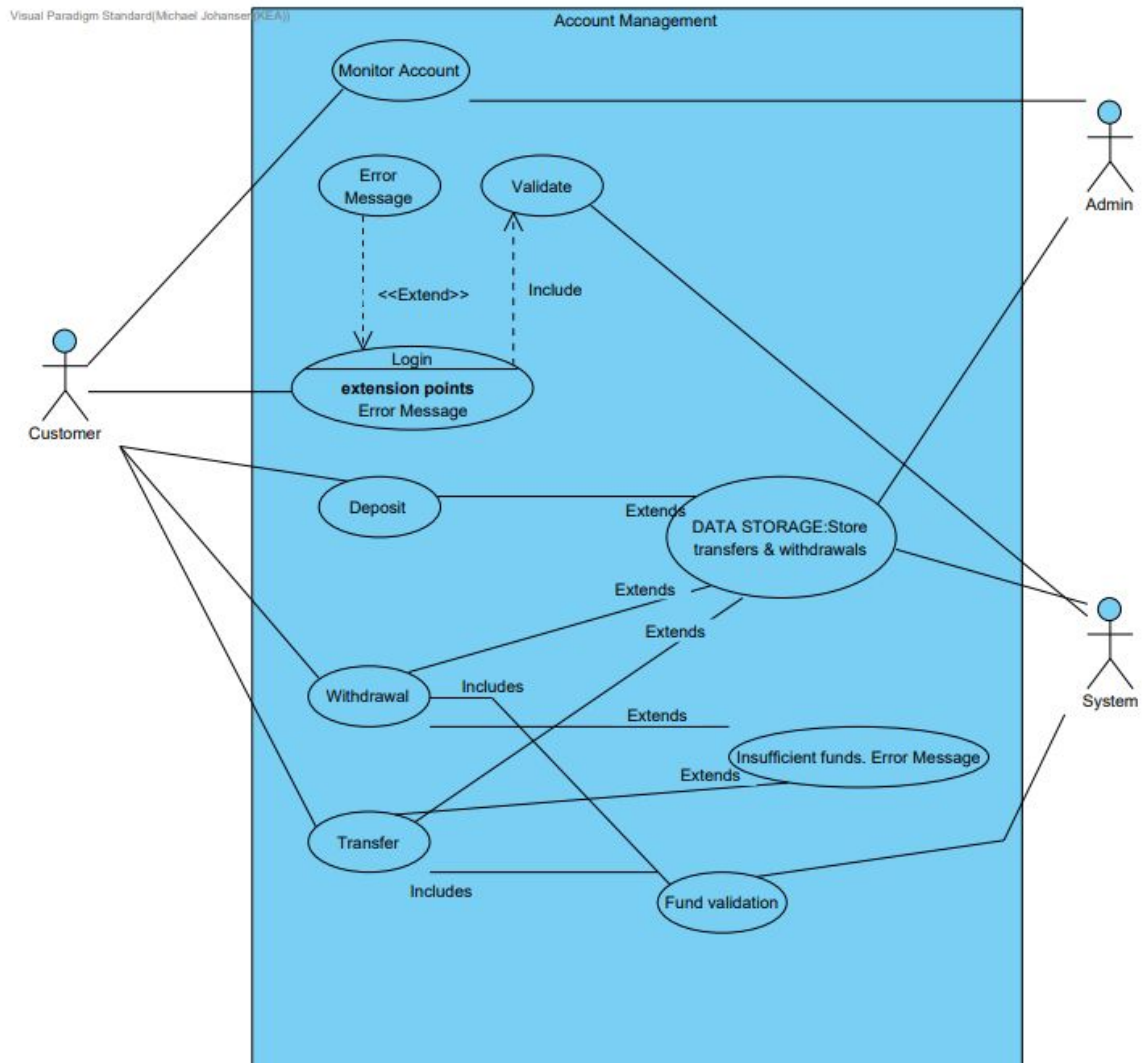 Visual Paradigm Standard(Michael Johansen(KEA))
Account Management
Monitor Account
Error
Message
Validate
Admin
<<Extend>>
Include
Login
extension points
Error Message
Customer
Deposit
Extends
DATA STORAGE:Store
transfers & withdrawals
Extends
Extends
Withdrawal
Includes
System
Extends
Insufficient funds. Error Message
Extends
Transfer
Includes
Fund validation